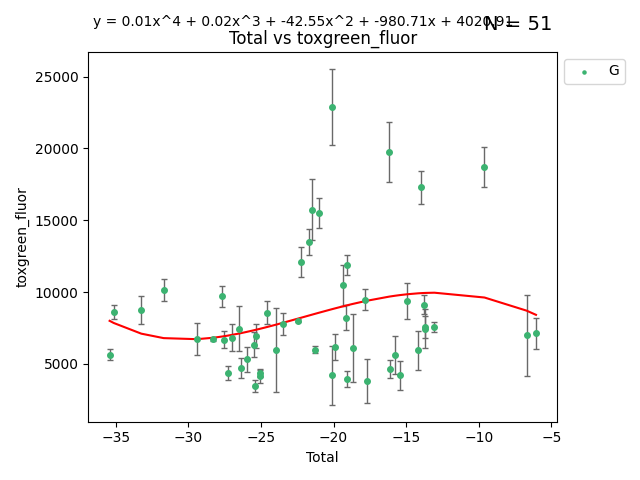 y = 0.01x^4 + 0.02x^3 + -42.55x^2 + -980.71x + 4020.91
N = 51
Total vs toxgreen_fluor
G
toxgreen_fluor
25000
20000
15000
10000
5000
−35 −30 −25 −20 −15 −10 −5
Total